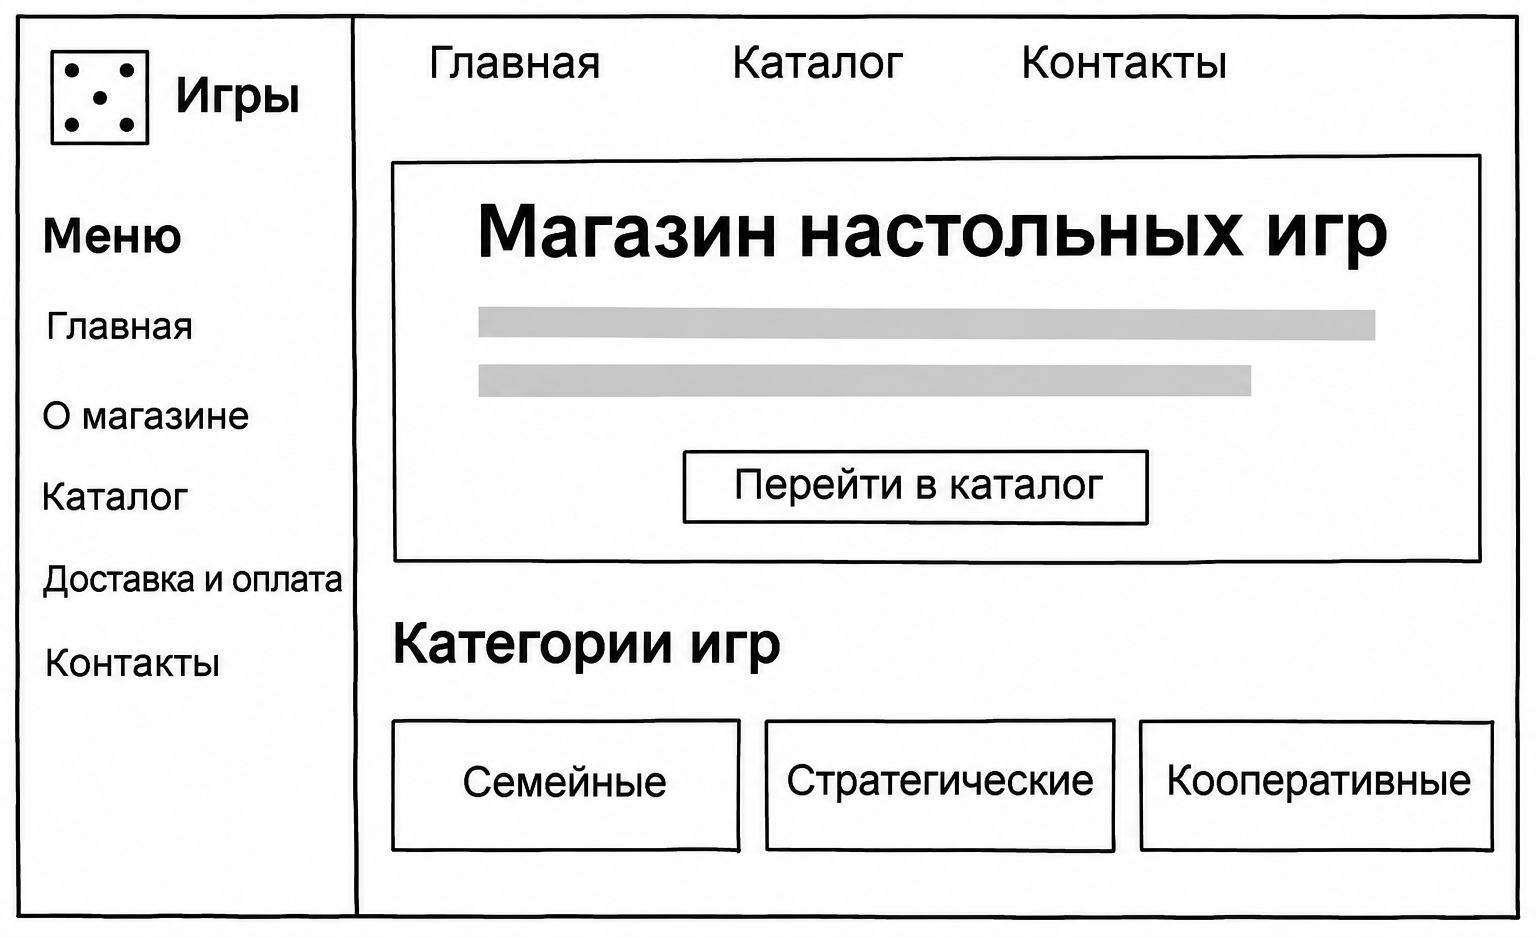 Игры
Меню
Главная
О магазине
Каталог
Доставка и оплата
Контакты
Главная Каталог Контакты
Магазин настольных игр
Перейти в каталог
Категории игр
Семейные
Стратегические
Кооперативные